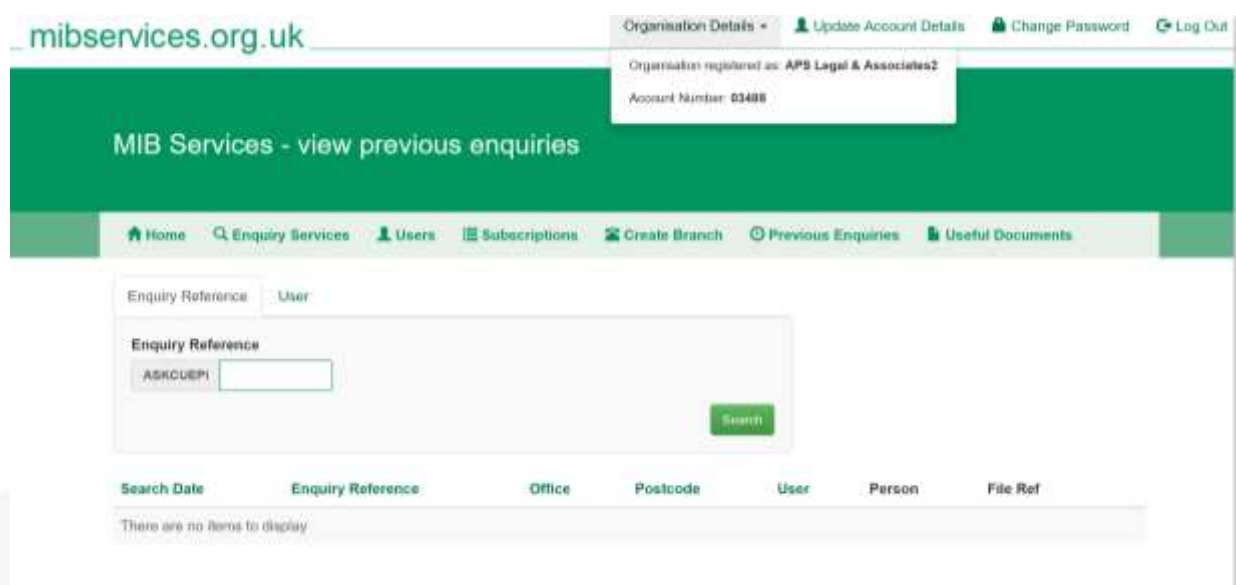 mibservices.org.uk
Organisation Details Update Account Details Change Password Log Out
Organisation registered as: APS Legal & Associates2
Account Number: 03488
MIB Services - view previous enquiries
Home Enquiry Services Users Subscriptions Create Branch Previous Enquiries Useful Documents
Enquiry Reference User
Enquiry Reference
ASKCUEPI
Search
Search Date Enquiry Reference Office Postcode User Person File Ref
There are no items to display